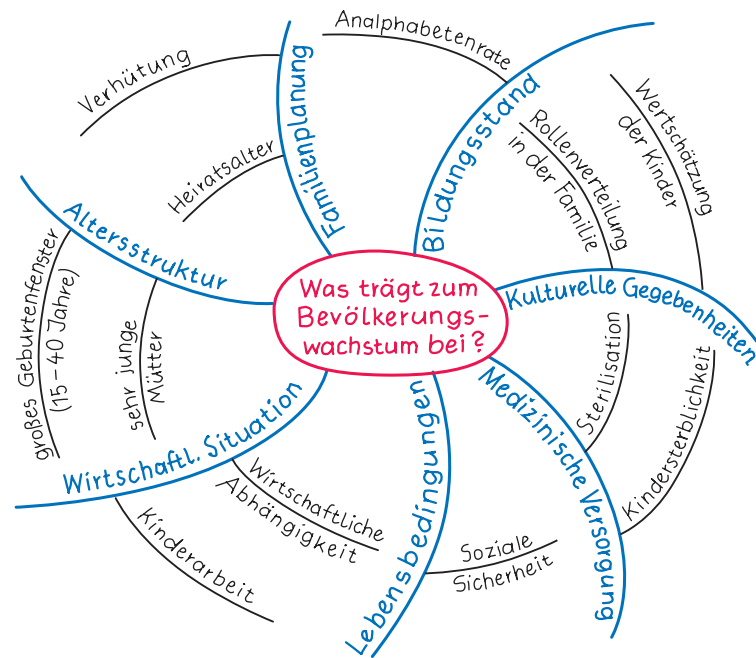 Was trägt zum
Bevölkerungs-
wachstum bei?
Familienplanung
Verhütung
Heiratsalter
Bildungsstand
Analphabetenrate
Kulturelle Gegebenheiten
Rollenverteilung
in der Familie
Wertschätzung
der Kinder
Medizinische Versorgung
Sterilisation
Kindersterblichkeit
Lebensbedingungen
Soziale
Sicherheit
Wirtschaftl. Situation
Wirtschaftliche
Abhängigkeit
Kinderarbeit
Altersstruktur
großes Geburtenfenster
(15–40 Jahre)
sehr junge
Mütter